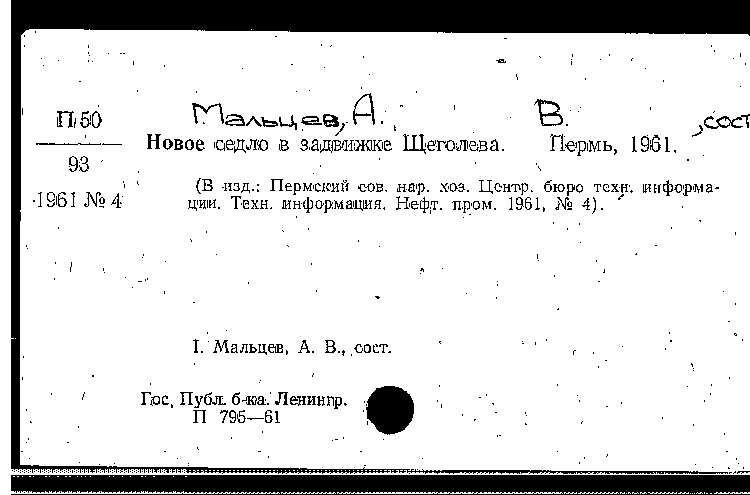 П 50
93
1961 № 4
Мальцев, А. В. , сост
Новое седло в задвижке Щеголева. Пермь, 1961.
(В изд.: Пермский сов. нар. хоз. Центр. бюро техн. информа-
ции. Техн. информация. Нефт. пром. 1961, № 4).
I. Мальцев, А. В., сост.
Гос. Публ. б-ка. Ленингр.
П 795—61